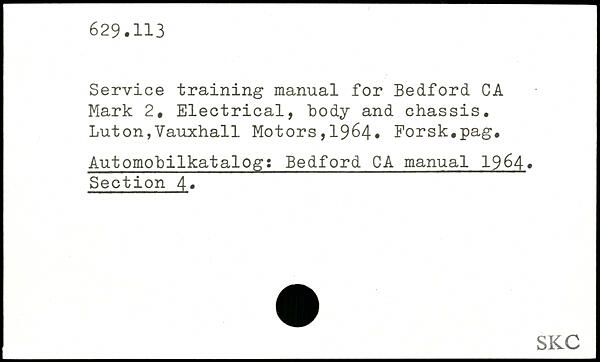 629.113
Service training manual for Bedford CA
Mark 2. Electrical, body and chassis.
Luton,Vauxhall Motors,1964. Forsk.pag.
Automobilkatalog: Bedford CA manual 1964.
Section 4.
SKC